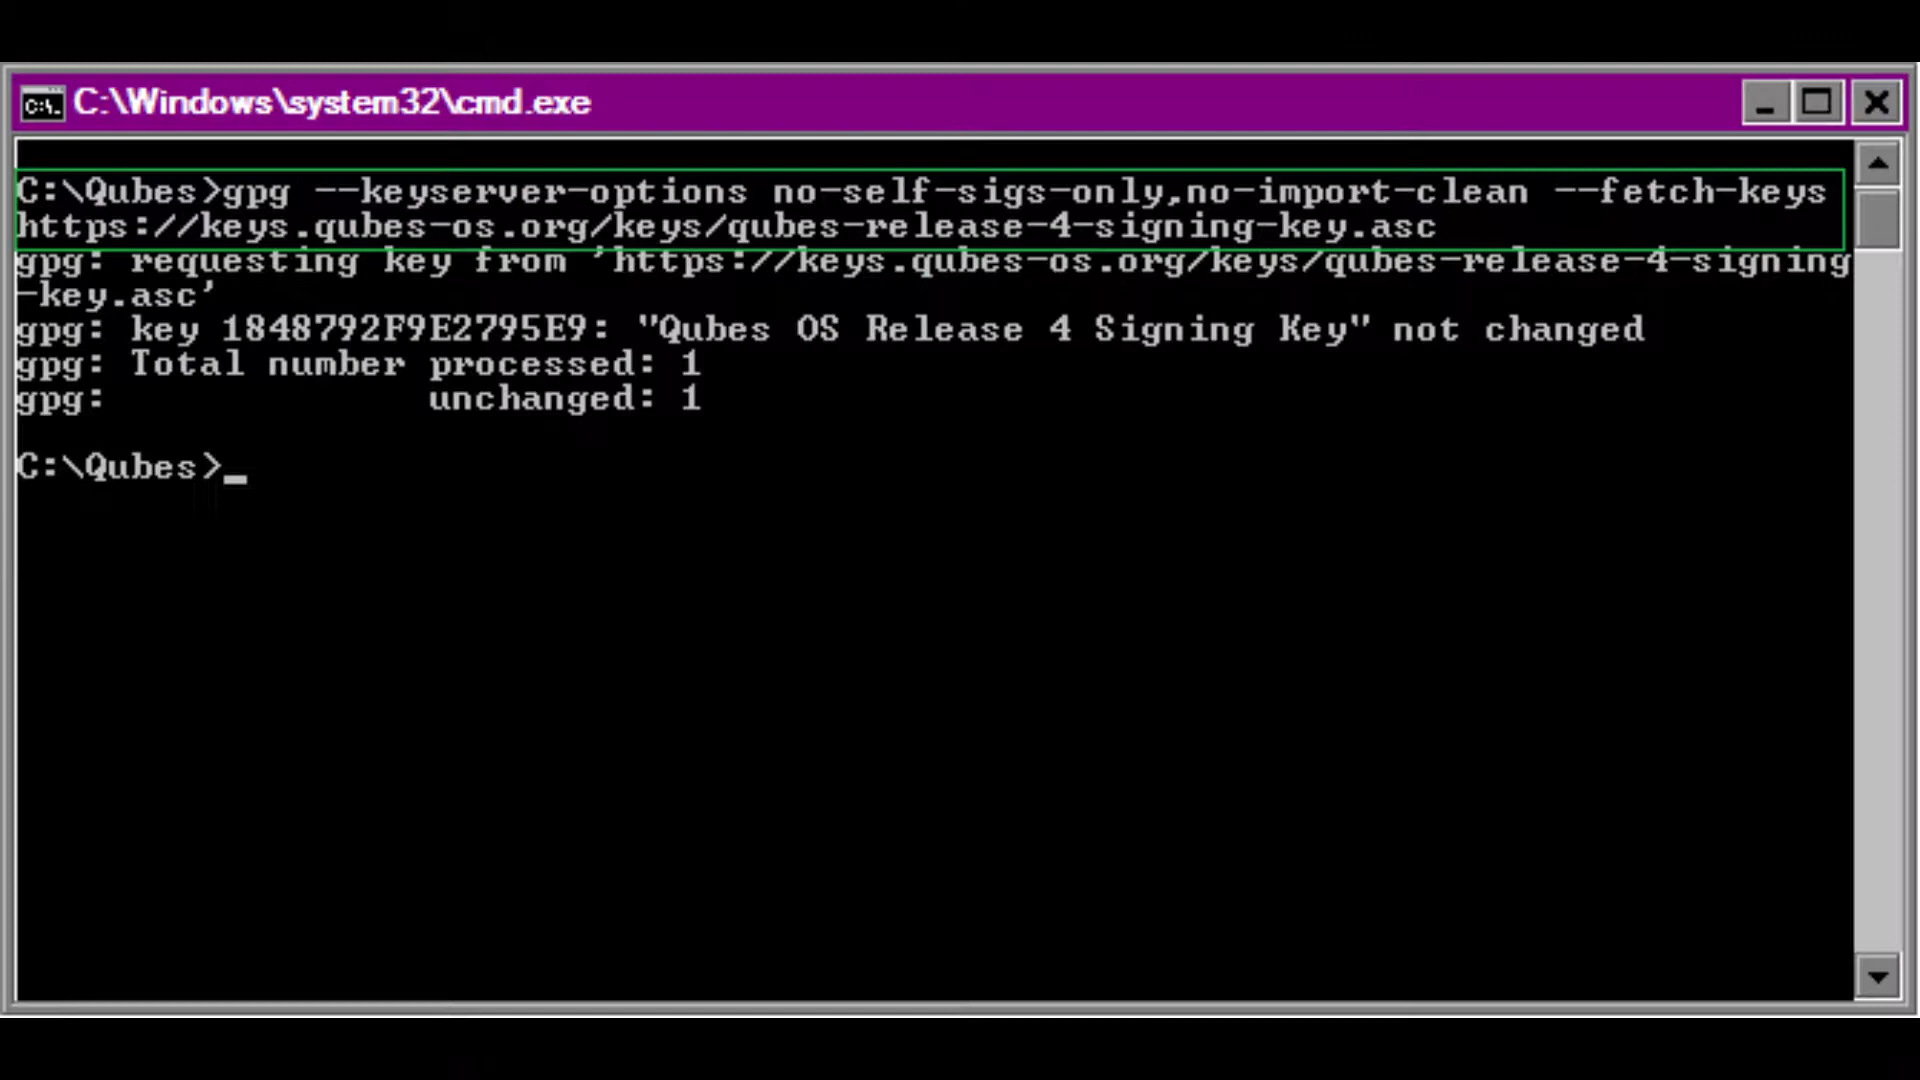 C:\Windows\system32\cmd.exe
C:\Qubes>gpg --keyserver-options no-self-sigs-only,no-import-clean --fetch-keys
https://keys.qubes-os.org/keys/qubes-release-4-signing-key.asc
gpg: requesting key from 'https://keys.qubes-os.org/keys/qubes-release-4-signing
-key.asc'
gpg: key 1848792F9E2795E9: "Qubes OS Release 4 Signing Key" not changed
gpg: Total number processed: 1
gpg:              unchanged: 1
C:\Qubes>_